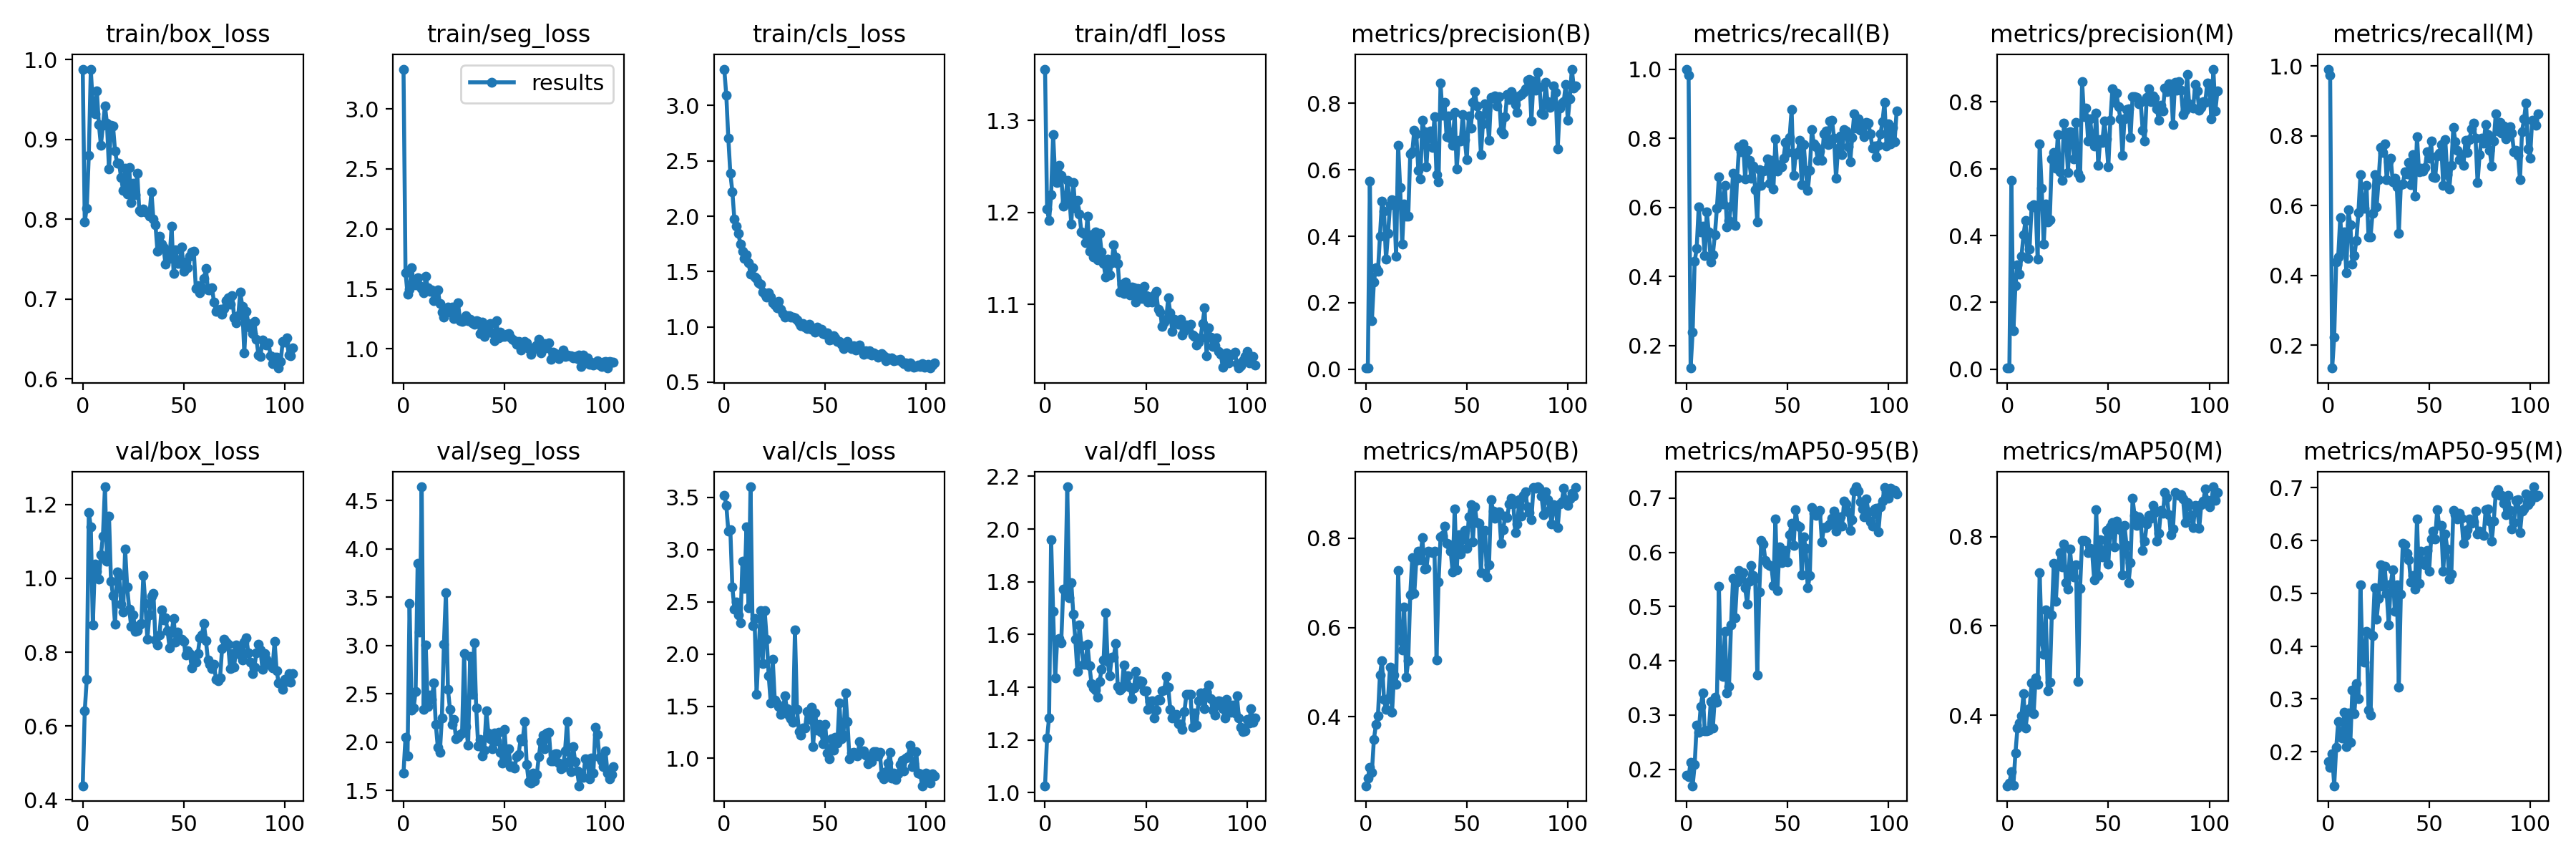 train/box_loss
train/seg_loss
train/cls_loss
train/dfl_loss
metrics/precision(B)
metrics/recall(B)
metrics/precision(M)
metrics/recall(M)
results
1.0
0.9
0.8
0.7
0.6
0 50 100
3.0
2.5
2.0
1.5
1.0
0 50 100
3.0
2.5
2.0
1.5
1.0
0.5
0 50 100
1.3
1.2
1.1
0 50 100
0.8
0.6
0.4
0.2
0.0
0 50 100
1.0
0.8
0.6
0.4
0.2
0 50 100
0.8
0.6
0.4
0.2
0.0
0 50 100
1.0
0.8
0.6
0.4
0.2
0 50 100
val/box_loss
val/seg_loss
val/cls_loss
val/dfl_loss
metrics/mAP50(B)
metrics/mAP50-95(B)
metrics/mAP50(M)
metrics/mAP50-95(M)
1.2
1.0
0.8
0.6
0.4
0 50 100
4.5
4.0
3.5
3.0
2.5
2.0
1.5
0 50 100
3.5
3.0
2.5
2.0
1.5
1.0
0 50 100
2.2
2.0
1.8
1.6
1.4
1.2
1.0
0 50 100
0.8
0.6
0.4
0 50 100
0.7
0.6
0.5
0.4
0.3
0.2
0 50 100
0.8
0.6
0.4
0 50 100
0.7
0.6
0.5
0.4
0.3
0.2
0 50 100